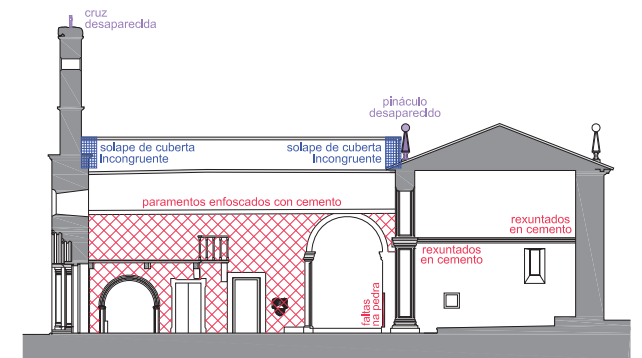 cruz
desaparecida
pináculo
desaparecido
solape de cuberta
incongruente
solape de cuberta
incongruente
paramentos enfoscados con cemento
rexuntados
en cemento
rexuntados
en cemento
faltas
na pedra